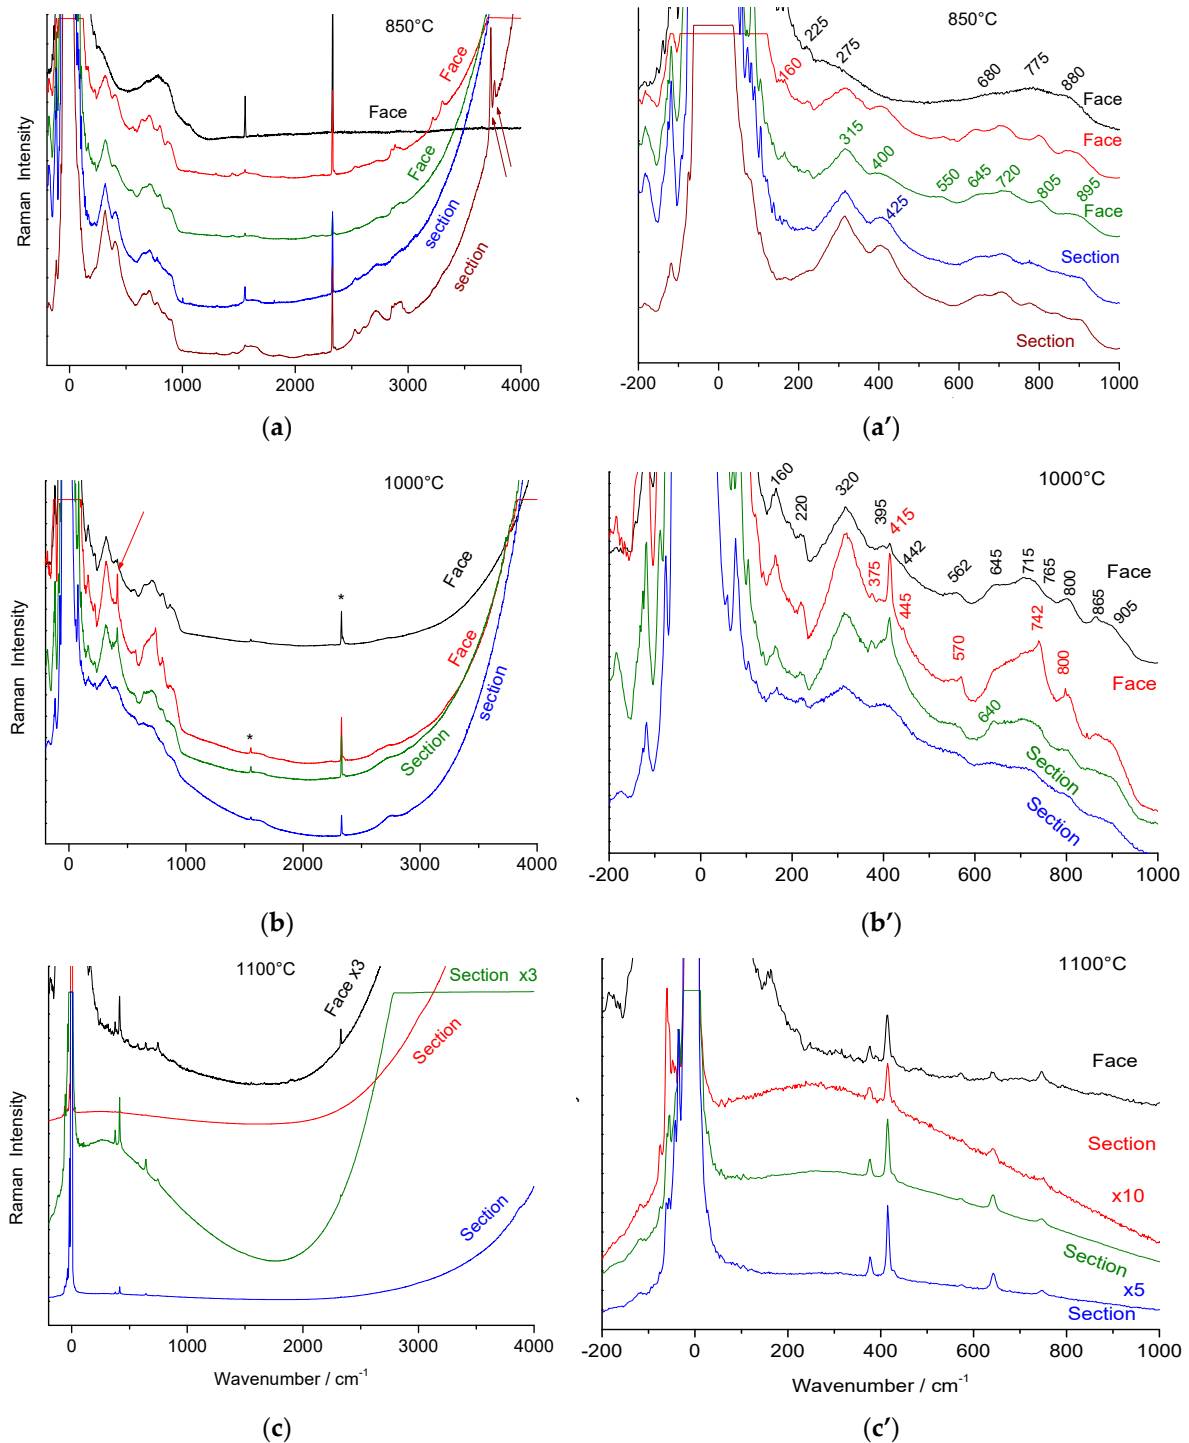 850°C
Face
Face
Face
section
section
Raman Intensity
0 1000 2000 3000 4000
(a)
850°C
225
275
160
680
775
880
Face
Face
315
400
550
645
720
805
895
Face
425
Section
Section
-200 0 200 400 600 800 1000
(a′)
1000°C
Face
Face
Section
section
*
*
Raman Intensity
0 1000 2000 3000 4000
(b)
1000°C
160
220
320
395
415
442
375
445
562
570
645
715
765
800
865
905
Face
742
800
Face
640
Section
Section
-200 0 200 400 600 800 1000
(b′)
1100°C
Face x3
Section x3
Section
Section
Raman Intensity
0 1000 2000 3000 4000
Wavenumber / cm-1
(c)
1100°C
Face
Section
x10
Section
x5
Section
-200 0 200 400 600 800 1000
Wavenumber / cm-1
(c′)